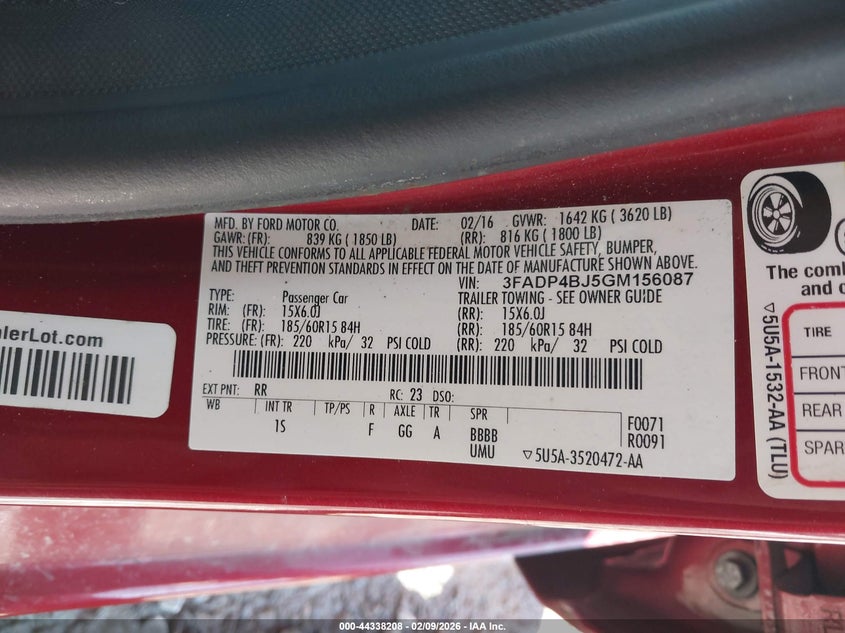 MFD. BY FORD MOTOR CO. DATE: 02/16 GVWR: 1642 KG ( 3620 LB)
GAWR: (FR): 839 KG ( 1850 LB) (RR): 816 KG ( 1800 LB)
THIS VEHICLE CONFORMS TO ALL APPLICABLE FEDERAL MOTOR VEHICLE SAFETY, BUMPER,
AND THEFT PREVENTION STANDARDS IN EFFECT ON THE DATE OF MANUFACTURE SHOWN ABOVE.
VIN: 3FADP4BJ5GM156087
TYPE: Passenger Car TRAILER TOWING - SEE OWNER GUIDE
RIM: (FR): 15X6.0J (RR): 15X6.0J
TIRE: (FR): 185/60R15 84H (RR): 185/60R15 84H
PRESSURE: (FR): 220 kPa/ 32 PSI COLD (RR): 220 kPa/ 32 PSI COLD
EXT PNT: RR RC: 23 DSO:
WB INT TR TP/PS R AXLE TR SPR
1S F GG A BBBB
UMU
F0071
R0091
▽5U5A-3520472-AA
lerLot.com
The comb
TIRE
FRONT
REAR
SPAR
▽5U5A-1532-AA (TLU)
000-44338208 - 02/09/2026 - IAA Inc.